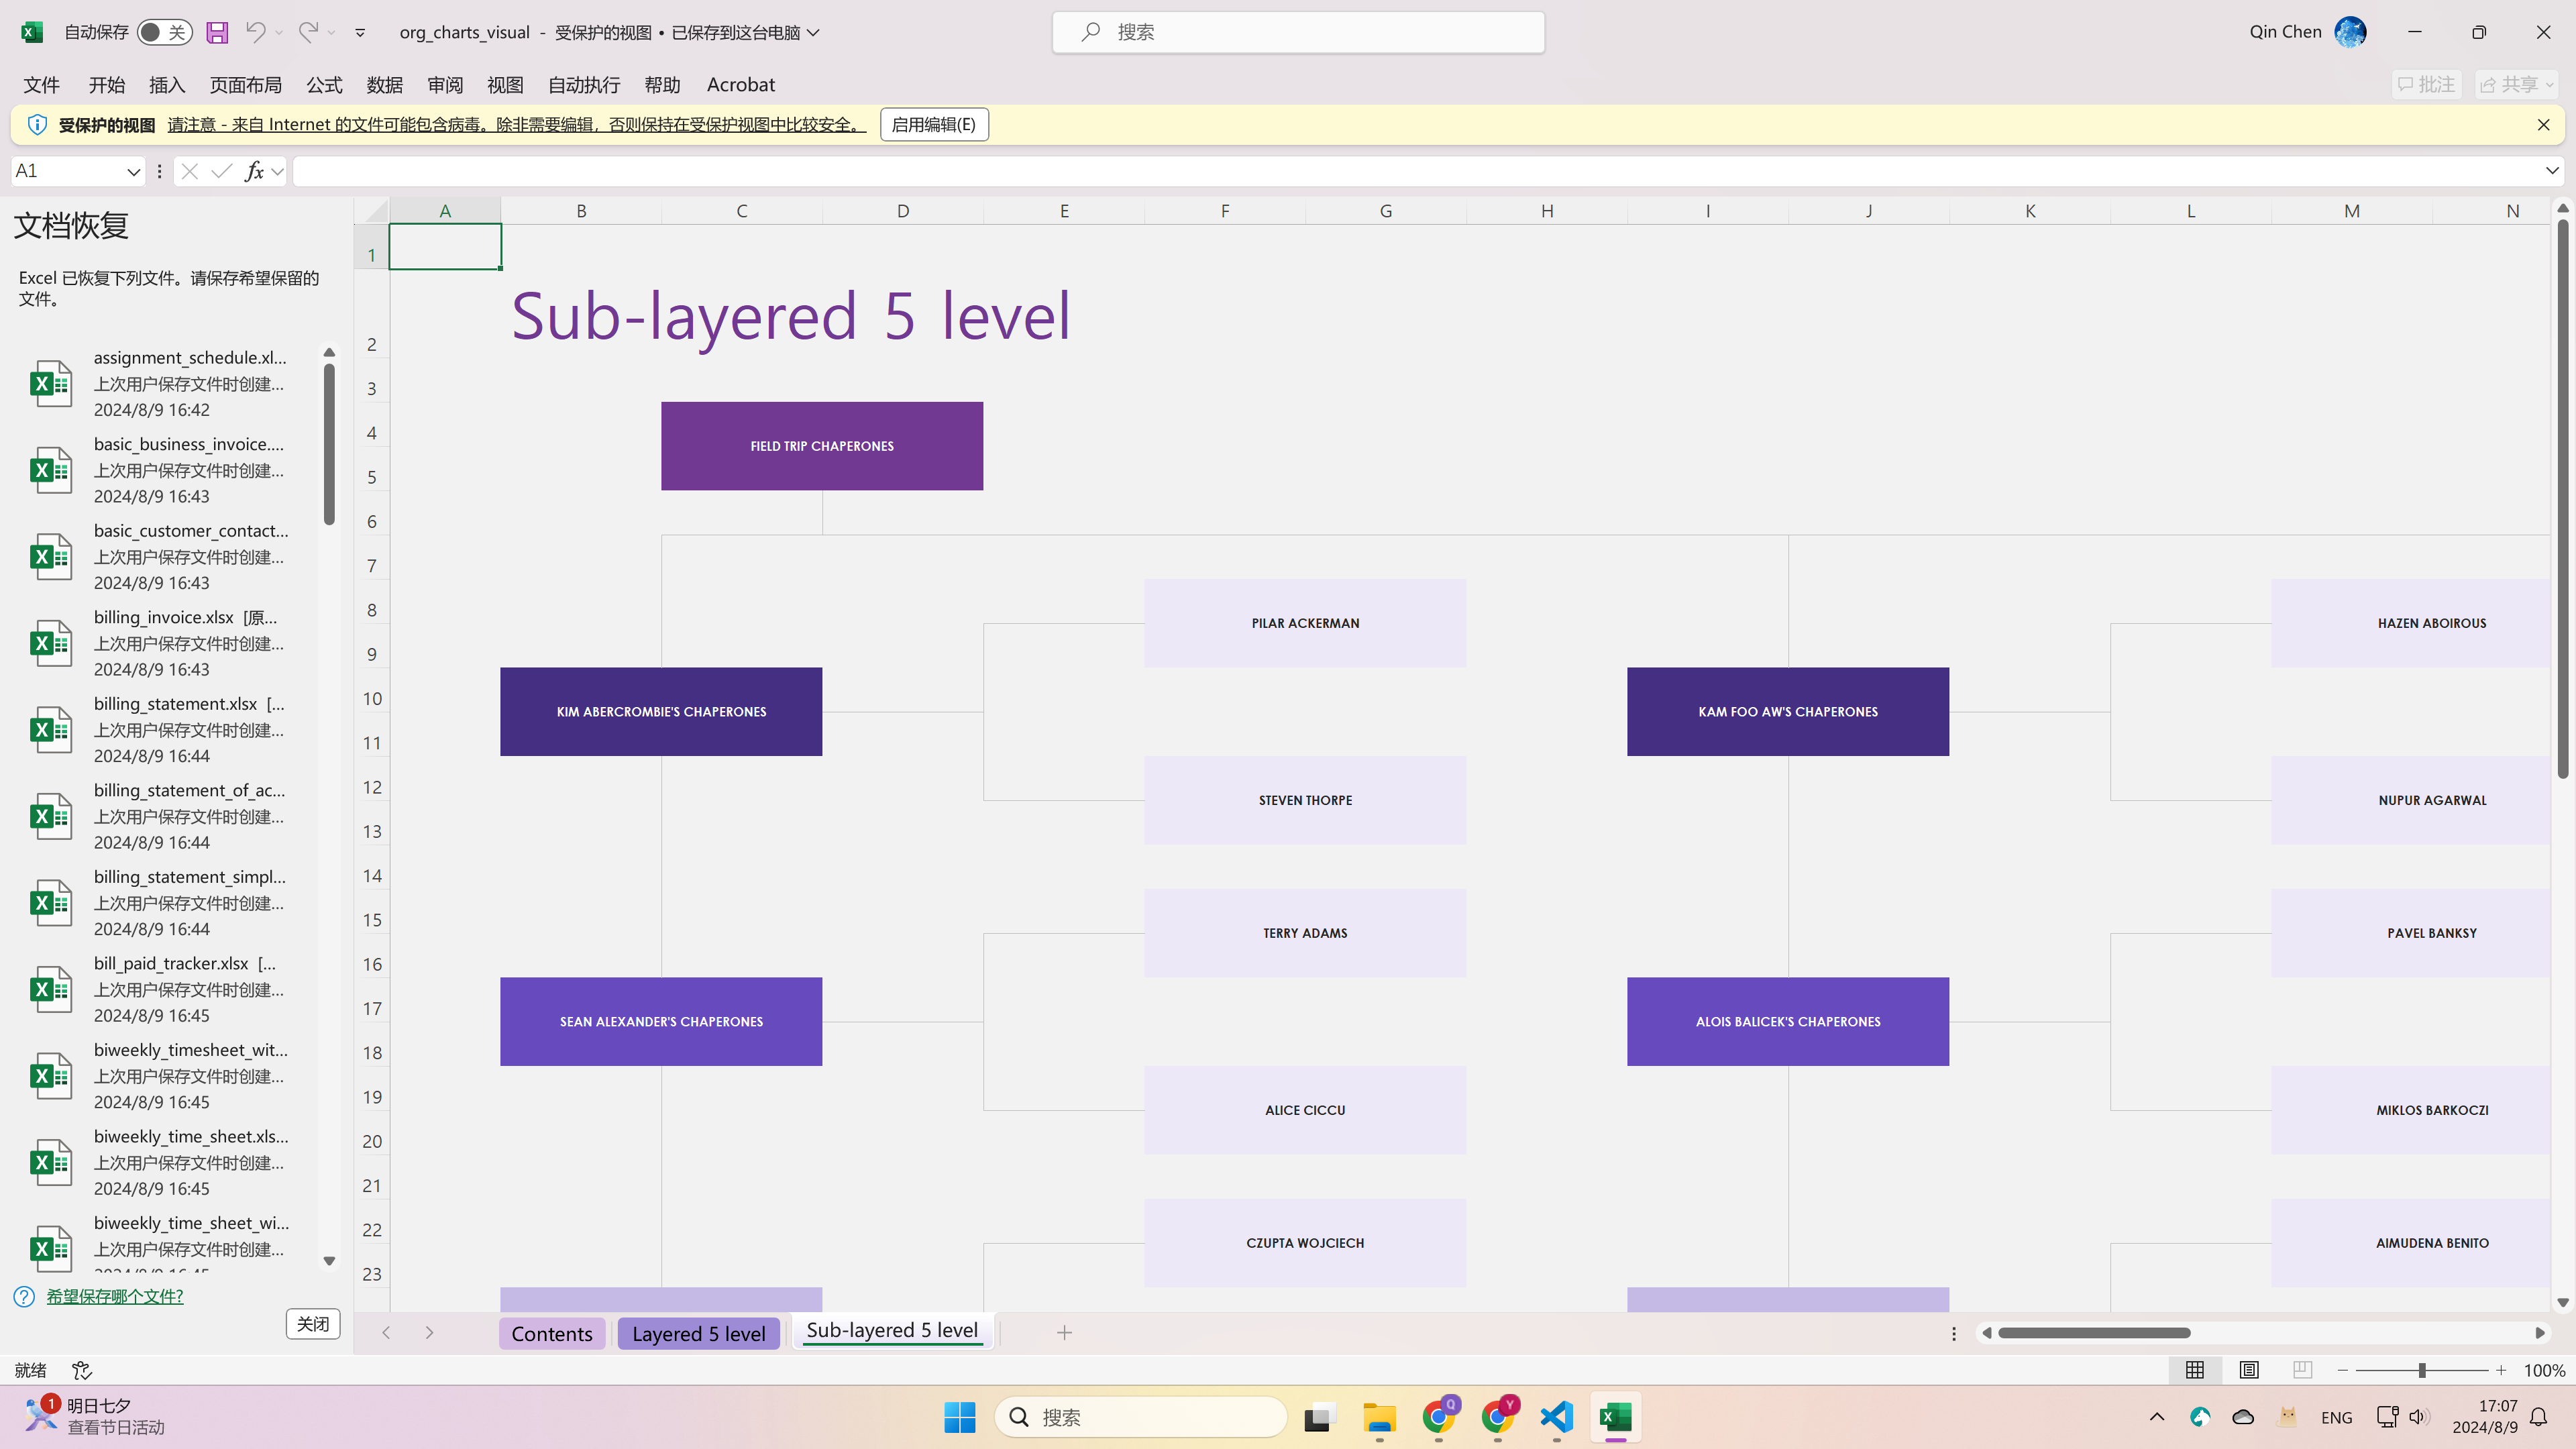 自动保存 关 org_charts_visual - 受保护的视图 • 已保存到这台电脑 搜索 Qin Chen
文件 开始 插入 页面布局 公式 数据 审阅 视图 自动执行 帮助 Acrobat 批注 共享
受保护的视图 请注意 - 来自 Internet 的文件可能包含病毒。除非需要编辑，否则保持在受保护视图中比较安全。 启用编辑(E)
A1 fx
文档恢复
Excel 已恢复下列文件。请保存希望保留的
文件。
assignment_schedule.xl...
上次用户保存文件时创建...
2024/8/9 16:42
basic_business_invoice....
上次用户保存文件时创建...
2024/8/9 16:43
basic_customer_contact...
上次用户保存文件时创建...
2024/8/9 16:43
billing_invoice.xlsx [原...
上次用户保存文件时创建...
2024/8/9 16:43
billing_statement.xlsx [...
上次用户保存文件时创建...
2024/8/9 16:44
billing_statement_of_ac...
上次用户保存文件时创建...
2024/8/9 16:44
billing_statement_simpl...
上次用户保存文件时创建...
2024/8/9 16:44
bill_paid_tracker.xlsx [...
上次用户保存文件时创建...
2024/8/9 16:45
biweekly_timesheet_wit...
上次用户保存文件时创建...
2024/8/9 16:45
biweekly_time_sheet.xls...
上次用户保存文件时创建...
2024/8/9 16:45
biweekly_time_sheet_wi...
上次用户保存文件时创建...
2024/8/9 16:45
希望保存哪个文件?
关闭
A B C D E F G H I J K L M N
1
2
3
4
5
6
7
8
9
10
11
12
13
14
15
16
17
18
19
20
21
22
23
Sub-layered 5 level
FIELD TRIP CHAPERONES
PILAR ACKERMAN
HAZEN ABOIROUS
KIM ABERCROMBIE'S CHAPERONES
KAM FOO AW'S CHAPERONES
STEVEN THORPE
NUPUR AGARWAL
TERRY ADAMS
PAVEL BANKSY
SEAN ALEXANDER'S CHAPERONES
ALOIS BALICEK'S CHAPERONES
ALICE CICCU
MIKLOS BARKOCZI
CZUPTA WOJCIECH
AIMUDENA BENITO
Contents Layered 5 level Sub-layered 5 level
就绪 100%
1 明日七夕
查看节日活动
搜索
Q Y
ENG
17:07
2024/8/9